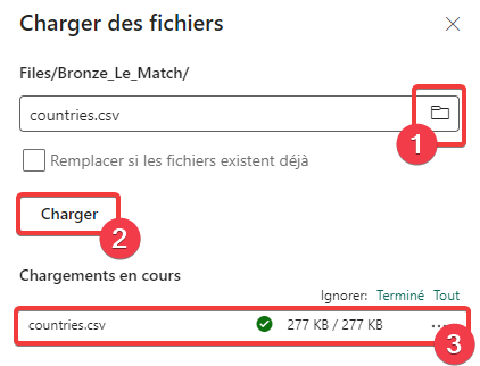 Charger des fichiers
Files/Bronze_Le_Match/
countries.csv
1
Remplacer si les fichiers existent déjà
Charger
2
Chargements en cours
Ignorer: Terminé Tout
countries.csv 277 KB / 277 KB ...
3